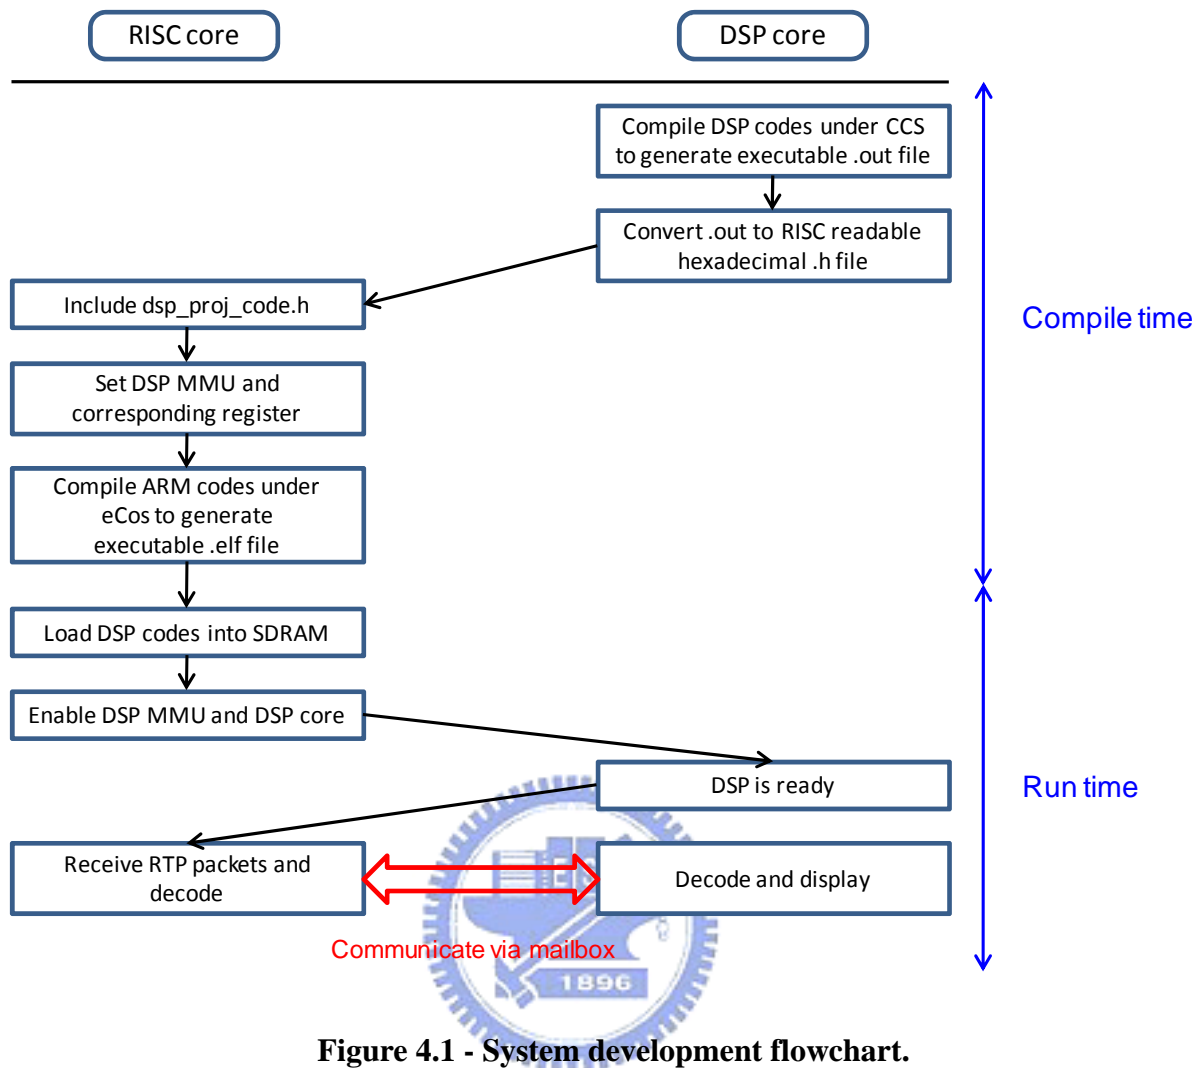 RISC core
DSP core
Compile DSP codes under CCS
to generate executable .out file
Convert .out to RISC readable
hexadecimal .h file
Include dsp_proj_code.h
Compile time
Set DSP MMU and
corresponding register
Compile ARM codes under
eCos to generate
executable .elf file
Load DSP codes into SDRAM
Enable DSP MMU and DSP core
DSP is ready
Run time
Receive RTP packets and
decode
Decode and display
Communicate via mailbox
1896
Figure 4.1 - System development flowchart.